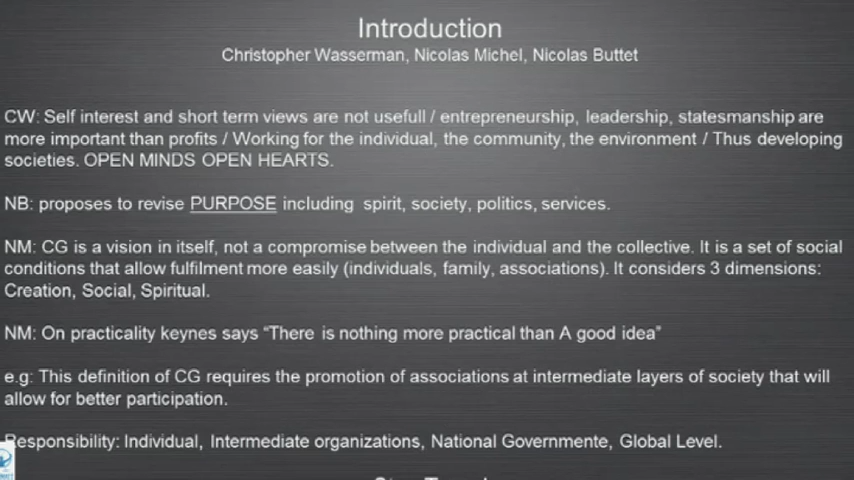 Introduction
Christopher Wasserman, Nicolas Michel, Nicolas Buttet
CW: Self interest and short term views are not usefull / entrepreneurship, leadership, statesmanship are
more important than profits / Working for the individual, the community, the environment / Thus developing
societies. OPEN MINDS OPEN HEARTS.
NB: proposes to revise PURPOSE including spirit, society, politics, services.
NM: CG is a vision in itself, not a compromise between the individual and the collective. It is a set of social
conditions that allow fulfilment more easily (individuals, family, associations). It considers 3 dimensions:
Creation, Social, Spiritual.
NM: On practicality keynes says “There is nothing more practical than A good idea”
e.g: This definition of CG requires the promotion of associations at intermediate layers of society that will
allow for better participation.
Responsibility: Individual, Intermediate organizations, National Governmente, Global Level.